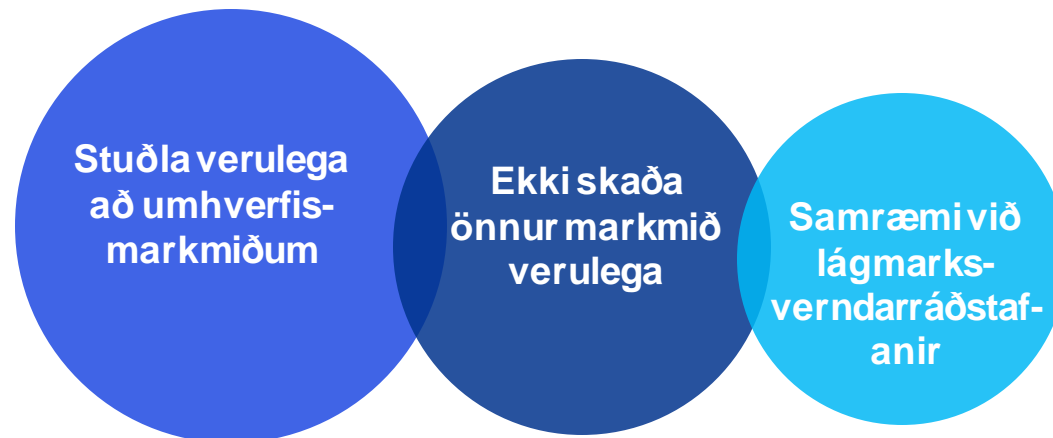 Stuðla verulega
að umhverfis-
markmiðum
Ekki skaða
önnur markmið
verulega
Samræmi við
lágmarks-
verndarráðstaf-
anir